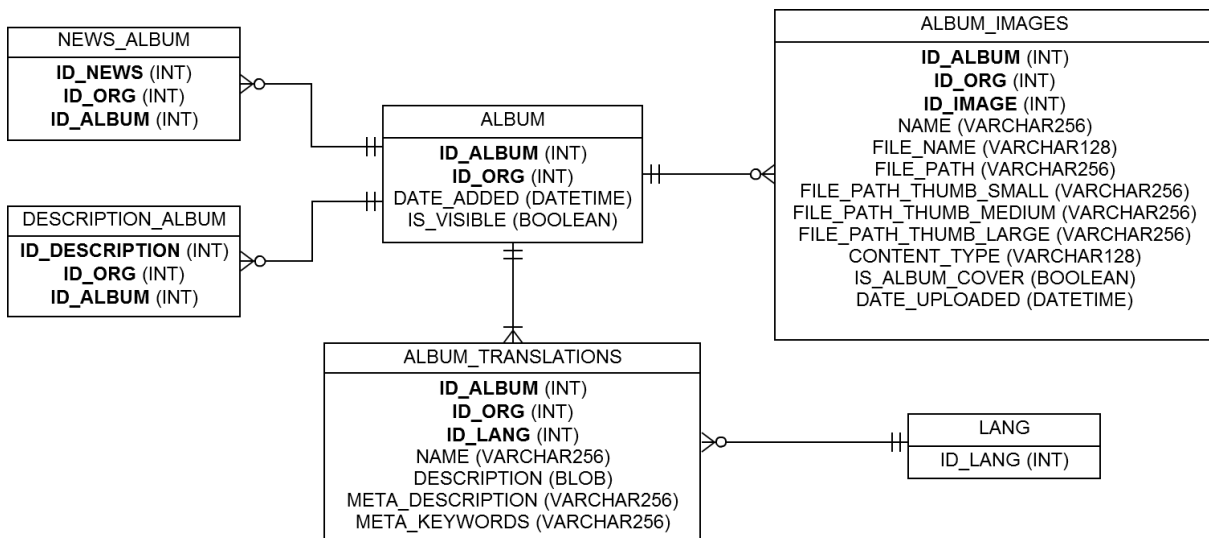 NEWS_ALBUM
ID_NEWS (INT)
ID_ORG (INT)
ID_ALBUM (INT)
DESCRIPTION_ALBUM
ID_DESCRIPTION (INT)
ID_ORG (INT)
ID_ALBUM (INT)
ALBUM
ID_ALBUM (INT)
ID_ORG (INT)
DATE_ADDED (DATETIME)
IS_VISIBLE (BOOLEAN)
ALBUM_IMAGES
ID_ALBUM (INT)
ID_ORG (INT)
ID_IMAGE (INT)
NAME (VARCHAR256)
FILE_NAME (VARCHAR128)
FILE_PATH (VARCHAR256)
FILE_PATH_THUMB_SMALL (VARCHAR256)
FILE_PATH_THUMB_MEDIUM (VARCHAR256)
FILE_PATH_THUMB_LARGE (VARCHAR256)
CONTENT_TYPE (VARCHAR128)
IS_ALBUM_COVER (BOOLEAN)
DATE_UPLOADED (DATETIME)
ALBUM_TRANSLATIONS
ID_ALBUM (INT)
ID_ORG (INT)
ID_LANG (INT)
NAME (VARCHAR256)
DESCRIPTION (BLOB)
META_DESCRIPTION (VARCHAR256)
META_KEYWORDS (VARCHAR256)
LANG
ID_LANG (INT)